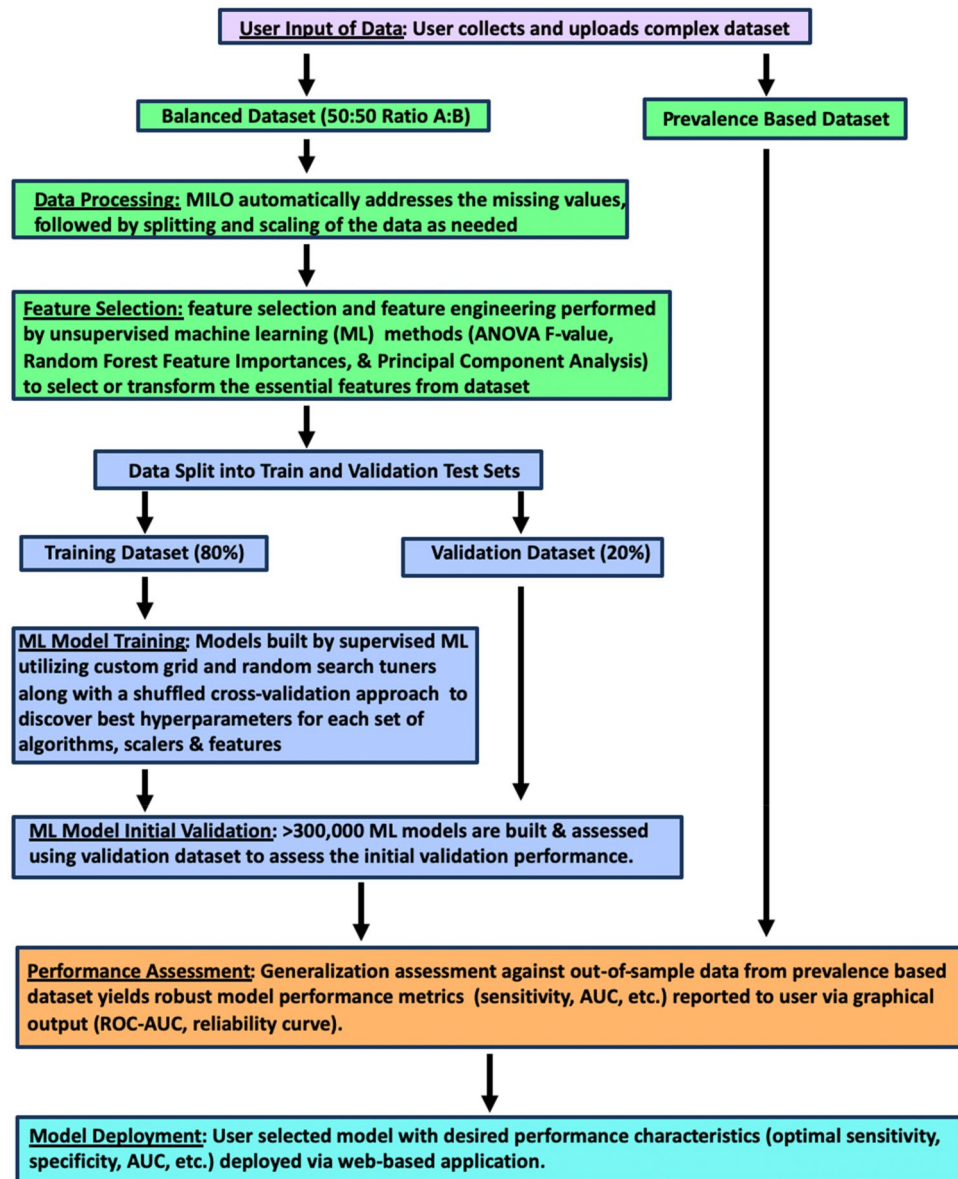 User Input of Data: User collects and uploads complex dataset
Balanced Dataset (50:50 Ratio A:B)
Prevalence Based Dataset
Data Processing: MILO automatically addresses the missing values,
followed by splitting and scaling of the data as needed
Feature Selection: feature selection and feature engineering performed
by unsupervised machine learning (ML) methods (ANOVA F-value,
Random Forest Feature Importances, & Principal Component Analysis)
to select or transform the essential features from dataset
Data Split into Train and Validation Test Sets
Training Dataset (80%)
Validation Dataset (20%)
ML Model Training: Models built by supervised ML
utilizing custom grid and random search tuners
along with a shuffled cross-validation approach to
discover best hyperparameters for each set of
algorithms, scalers & features
ML Model Initial Validation: >300,000 ML models are built & assessed
using validation dataset to assess the initial validation performance.
Performance Assessment: Generalization assessment against out-of-sample data from prevalence based
dataset yields robust model performance metrics (sensitivity, AUC, etc.) reported to user via graphical
output (ROC-AUC, reliability curve).
Model Deployment: User selected model with desired performance characteristics (optimal sensitivity,
specificity, AUC, etc.) deployed via web-based application.